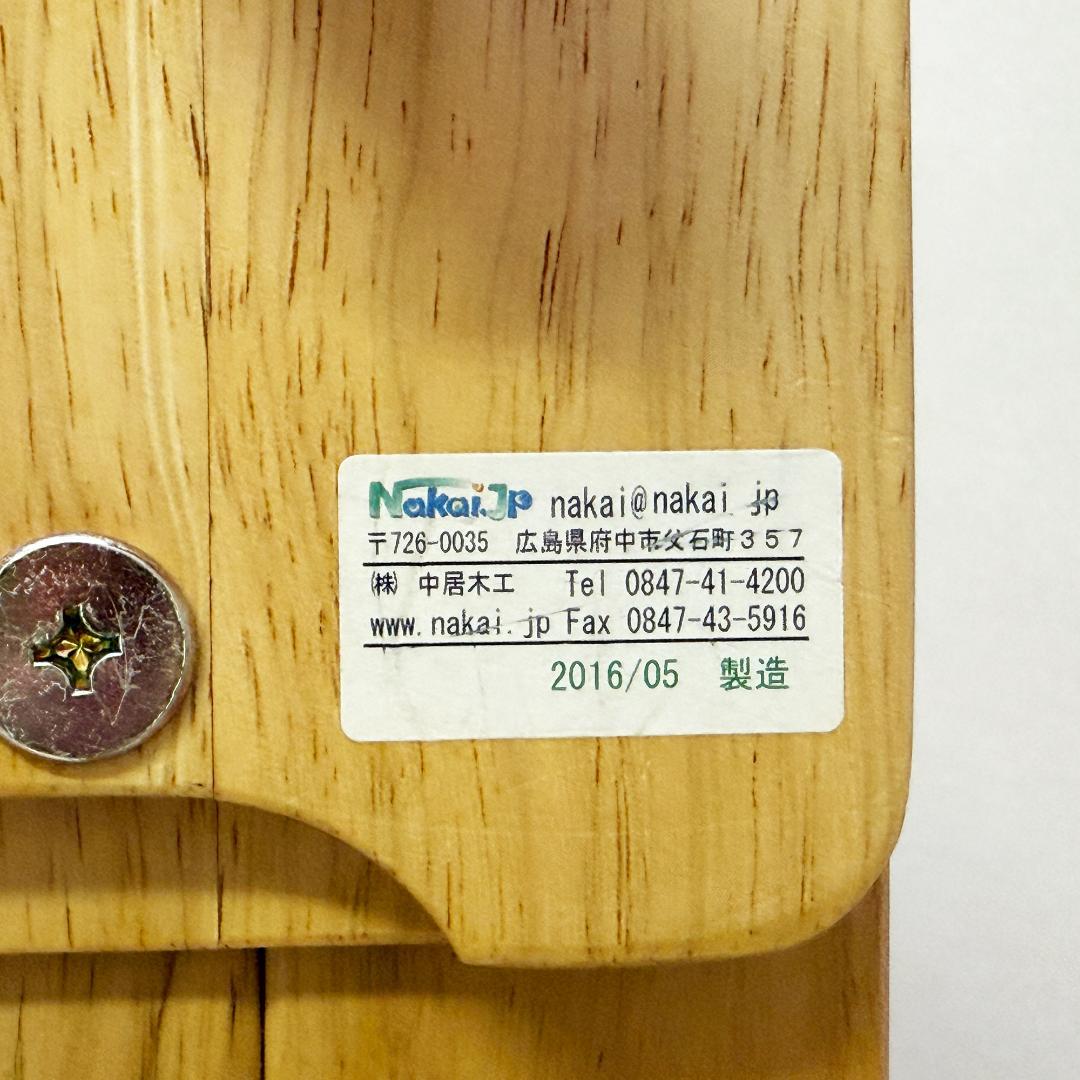 Nakai.Jp nakai@nakai.jp
〒726-0035 広島県府中市父石町３５７
㈱ 中居木工 Tel 0847-41-4200
www.nakai.jp Fax 0847-43-5916
2016/05 製造